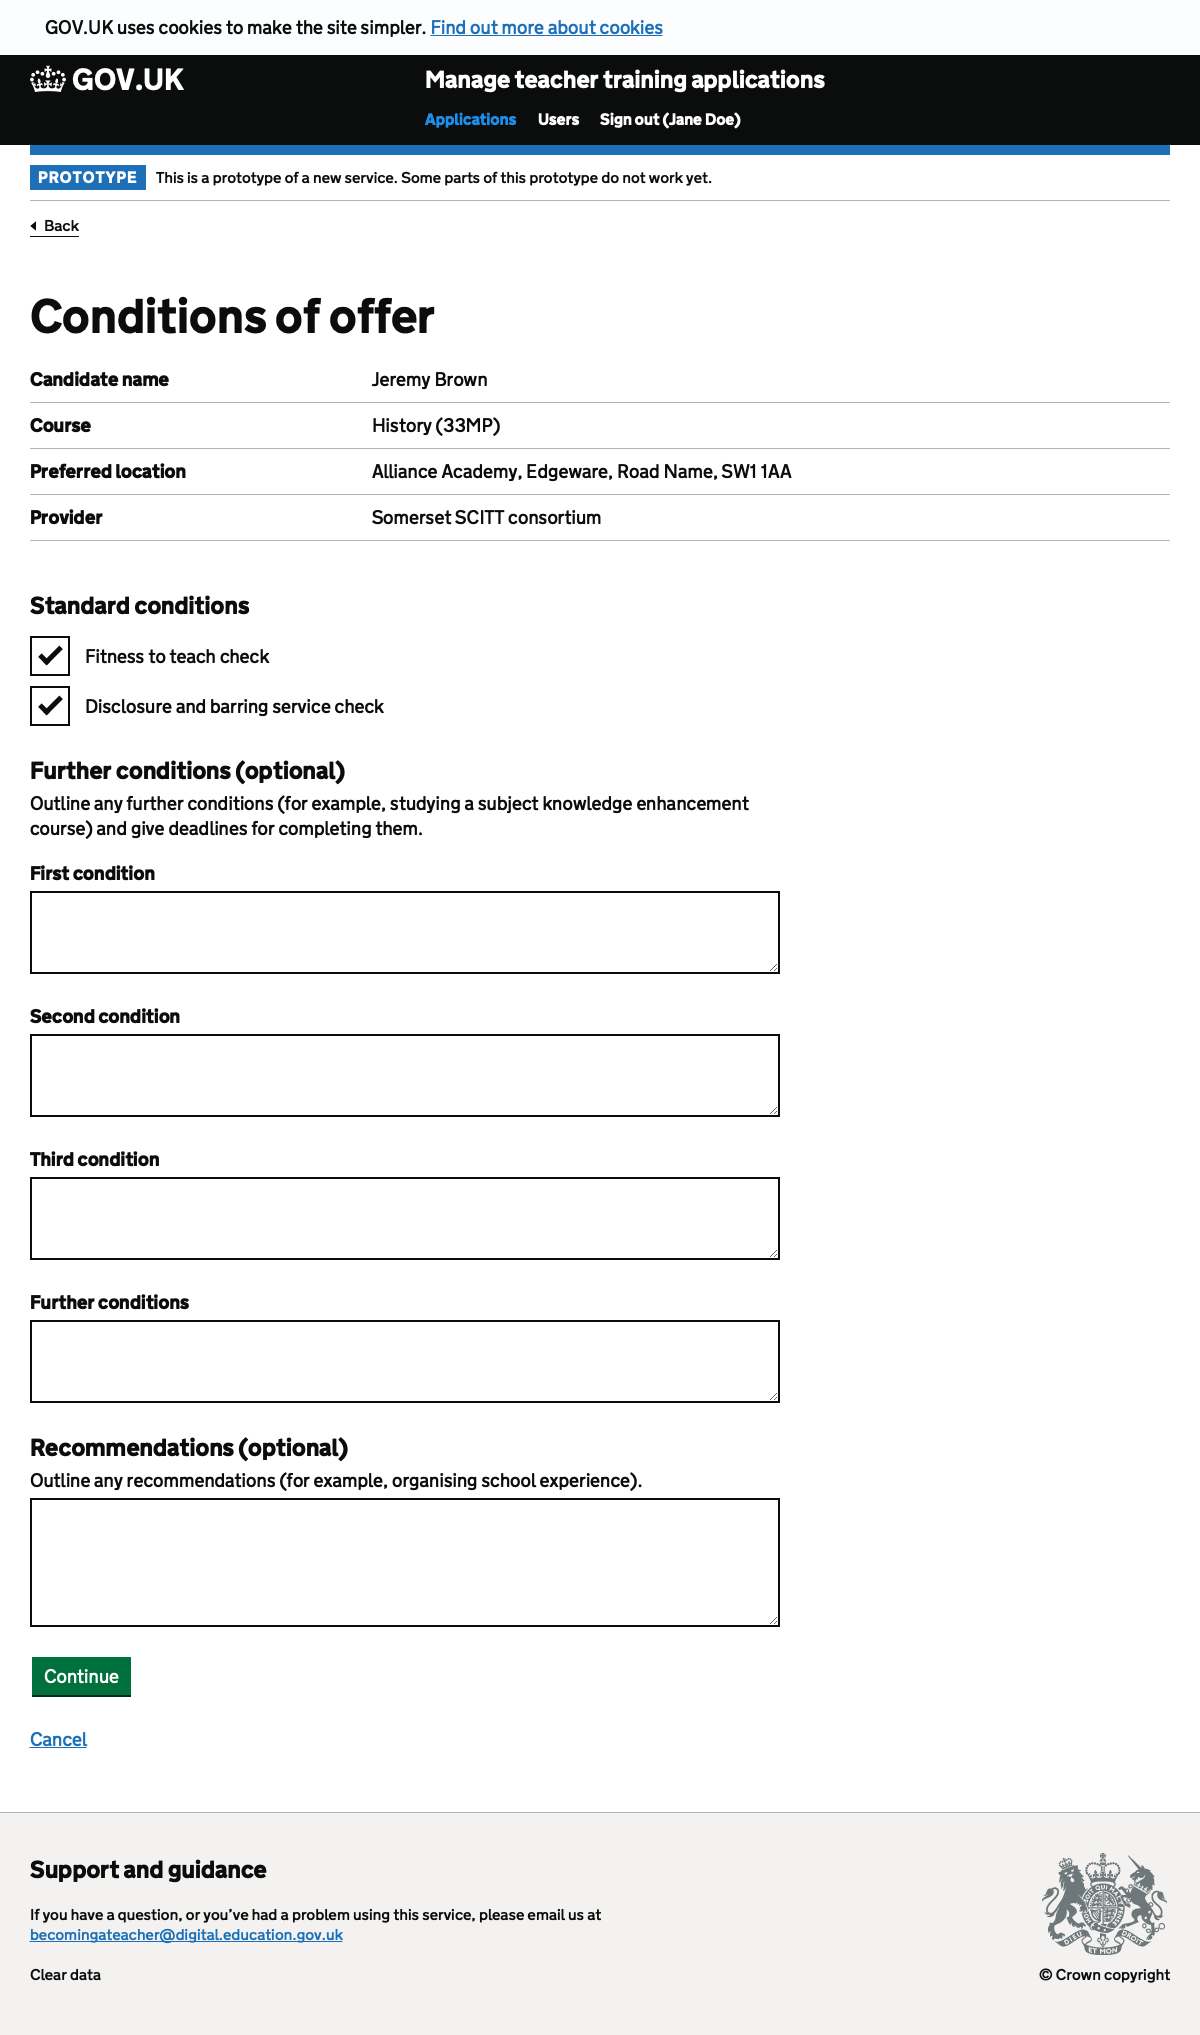 GOV.UK uses cookies to make the site simpler. Find out more about cookies
GOV.UK
Manage teacher training applications
Applications Users Sign out (Jane Doe)
PROTOTYPE This is a prototype of a new service. Some parts of this prototype do not work yet.
Back
Conditions of offer
Candidate name Jeremy Brown
Course History (33MP)
Preferred location Alliance Academy, Edgeware, Road Name, SW1 1AA
Provider Somerset SCITT consortium
Standard conditions
Fitness to teach check
Disclosure and barring service check
Further conditions (optional)
Outline any further conditions (for example, studying a subject knowledge enhancement
course) and give deadlines for completing them.
First condition
Second condition
Third condition
Further conditions
Recommendations (optional)
Outline any recommendations (for example, organising school experience).
Continue
Cancel
Support and guidance
If you have a question, or you’ve had a problem using this service, please email us at
becomingateacher@digital.education.gov.uk
Clear data
DIEU ET MON DROIT
© Crown copyright